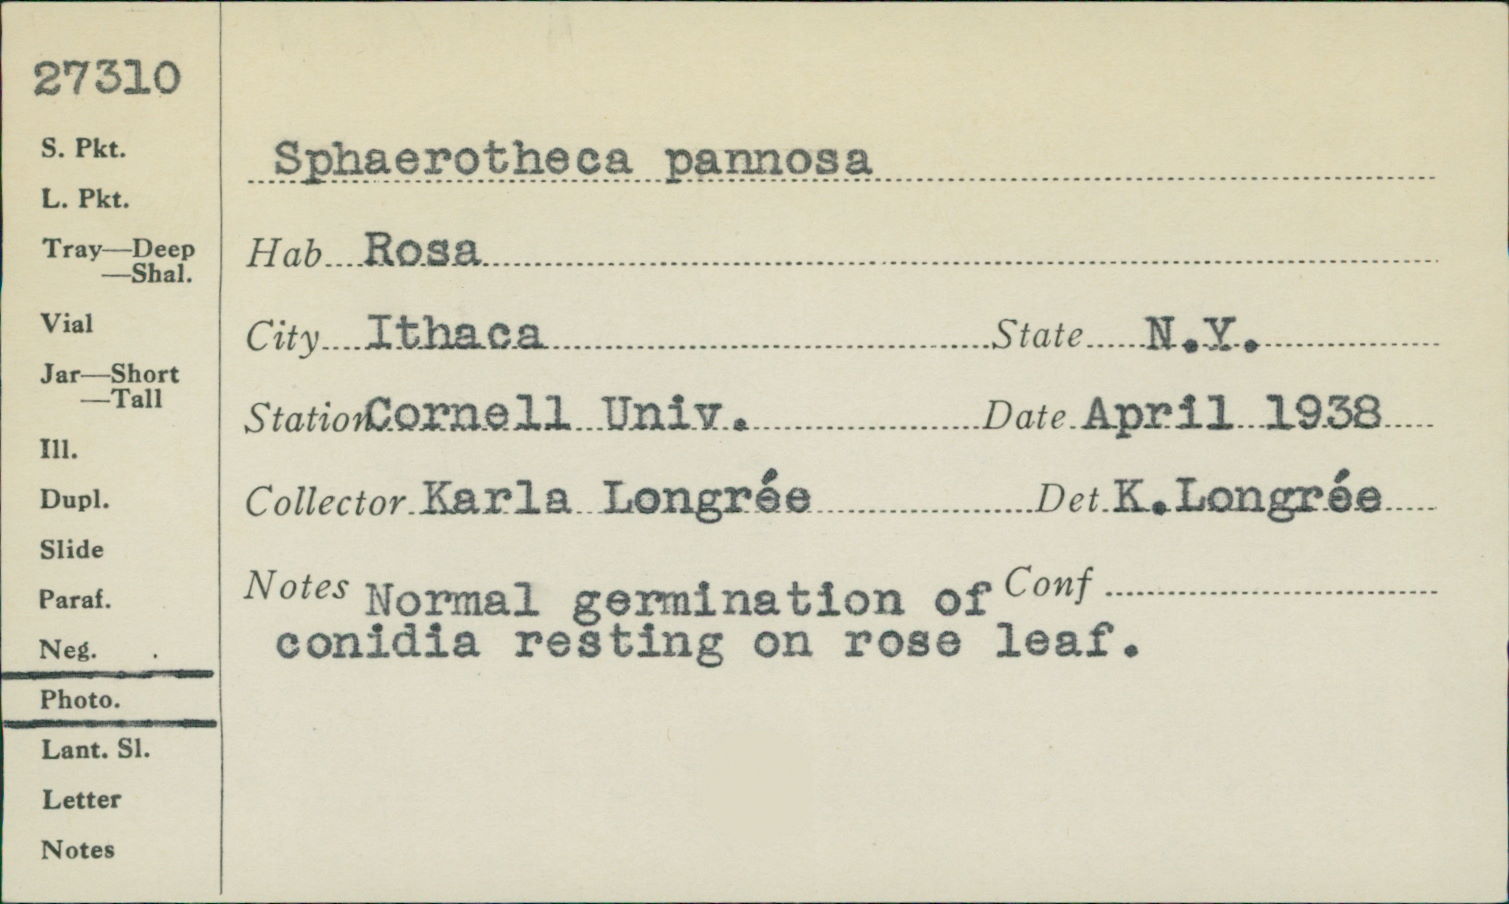 27310
S. Pkt.
L. Pkt.
Tray—Deep
—Shal.
Vial
Jar—Short
—Tall
Ill.
Dupl.
Slide
Paraf.
Neg.
Photo.
Lant. Sl.
Letter
Notes
Sphaerotheca pannosa
Hab Rosa
City Ithaca State N.Y.
Station Cornell Univ. Date April 1938
Collector Karla Longrée Det K.Longrée
Notes Normal germination of Conf
conidia resting on rose leaf.